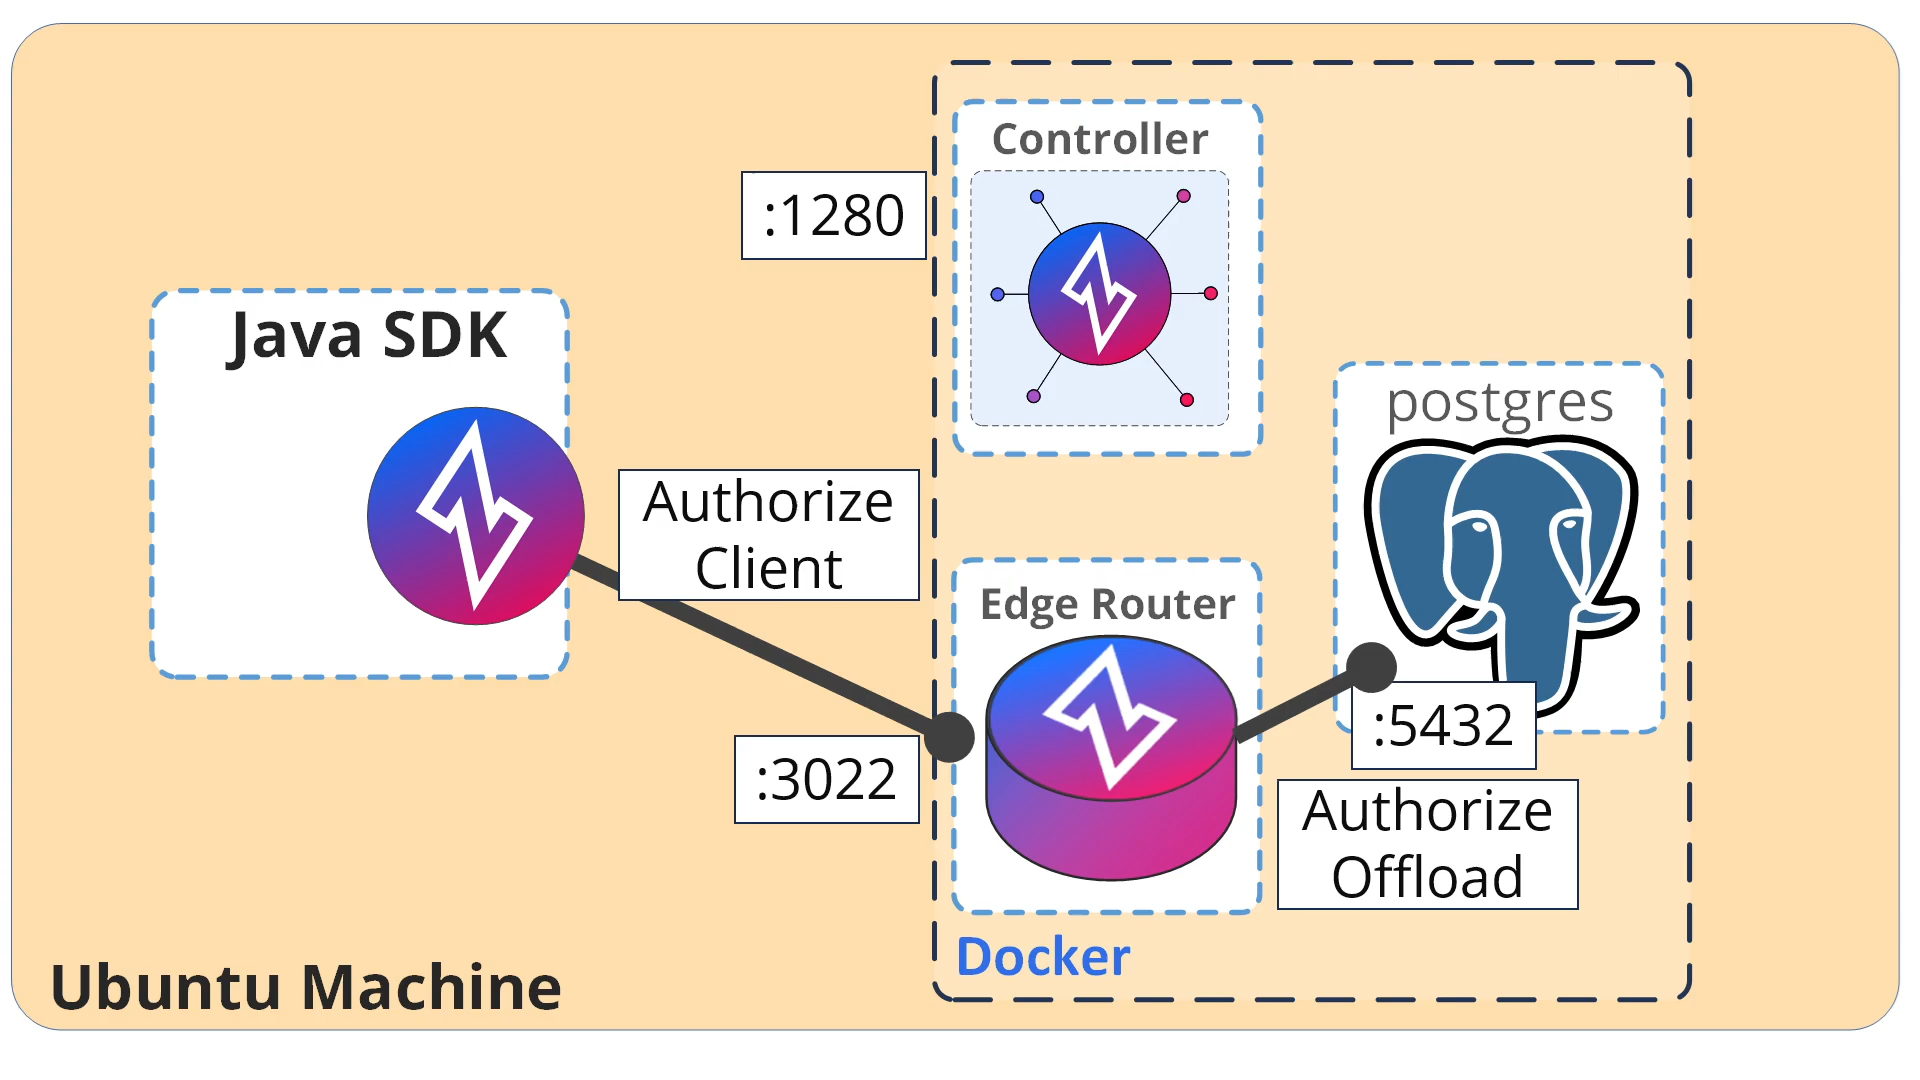 Controller
:1280
Java SDK
postgres
Authorize
Client
Edge Router
:5432
:3022
Authorize
Offload
Docker
Ubuntu Machine